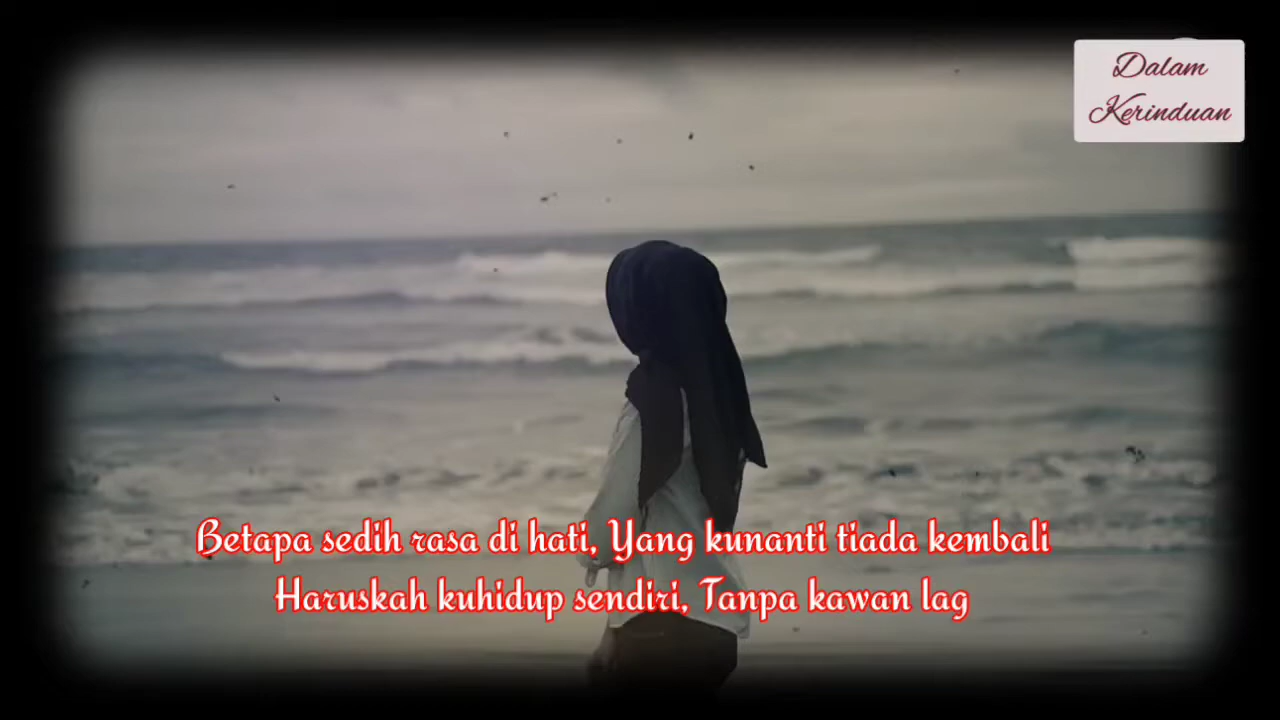 Dalam
Kerinduan
Betapa sedih rasa di hati, Yang kunanti tiada kembali
Haruskah kuhidup sendiri, Tanpa kawan lag